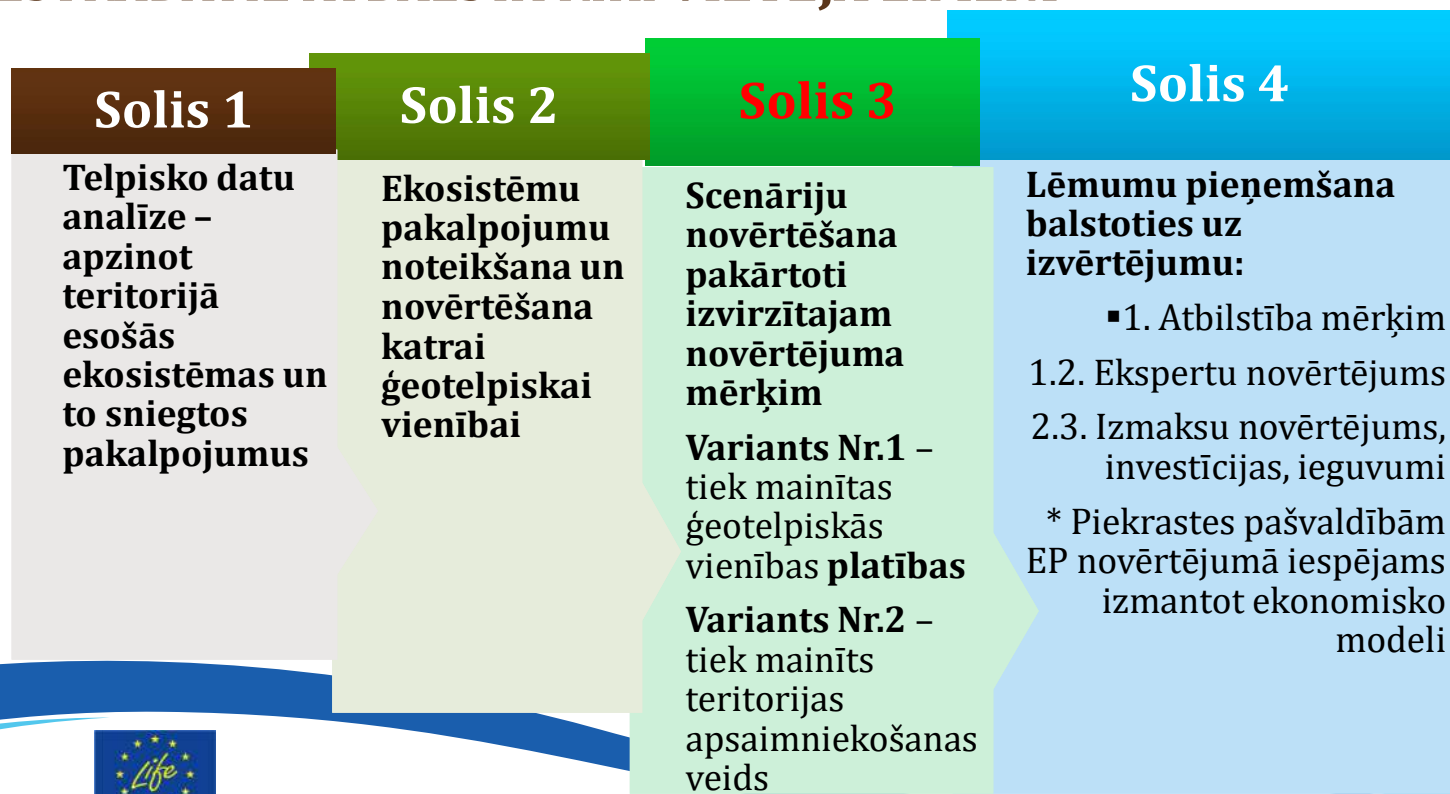 Solis 1
Telpisko datu
analīze –
apzinot
teritorijā
esošās
ekosistēmas un
to sniegtos
pakalpojumus
Solis 2
Ekosistēmu
pakalpojumu
noteikšana un
novērtēšana
katrai
ģeotelpiskai
vienībai
Solis 3
Scenāriju
novērtēšana
pakārtoti
izvirzītajam
novērtējuma
mērķim
Variants Nr.1 –
tiek mainītas
ģeotelpiskās
vienības platības
Variants Nr.2 –
tiek mainīts
teritorijas
apsaimniekošanas
veids
Solis 4
Lēmumu pieņemšana
balstoties uz
izvērtējumu:
▪1. Atbilstība mērķim
1.2. Ekspertu novērtējums
2.3. Izmaksu novērtējums,
investīcijas, ieguvumi
* Piekrastes pašvaldībām
EP novērtējumā iespējams
izmantot ekonomisko
modeli
Life